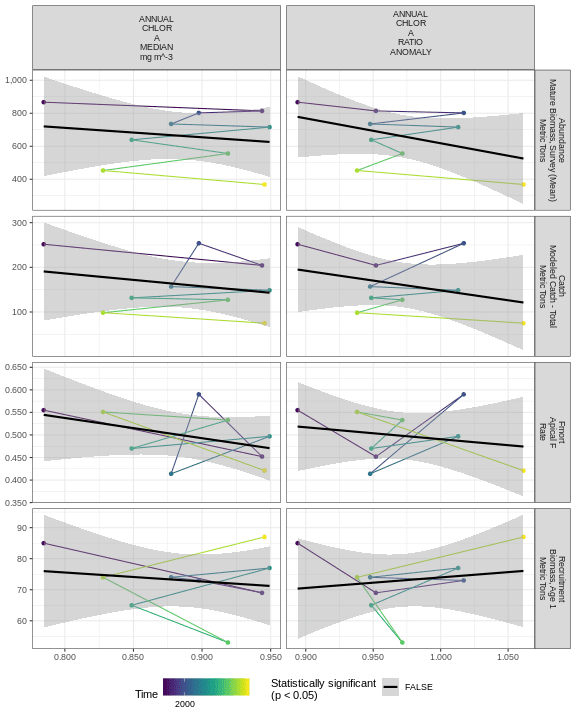 ANNUAL
CHLOR
A
MEDIAN
mg m^-3
ANNUAL
CHLOR
A
RATIO
ANOMALY
1,000
800
600
400
Abundance
Mature Biomass, Survey (Mean)
Metric Tons
300
200
100
Catch
Modeled Catch - Total
Metric Tons
0.650
0.600
0.550
0.500
0.450
0.400
0.350
Fmort
Apical F
Rate
90
80
70
60
Recruitment
Biomass, Age 1
Metric Tons
0.800
0.850
0.900
0.950
0.900
0.950
1.000
1.050
Time
2000
Statistically significant
(p < 0.05)
FALSE